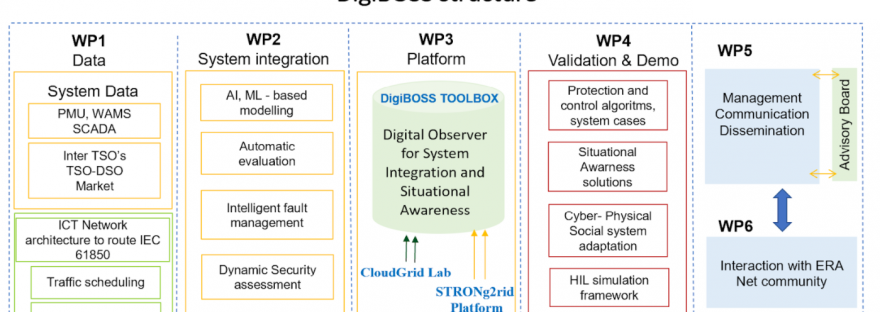 DigiBOSS structure
WP1
Data
System Data
PMU, WAMS
SCADA
Inter TSO's
TSO-DSO
Market
ICT Network
architecture to route IEC
61850
Traffic scheduling
WP2
System integration
AI, ML - based
modelling
Automatic
evaluation
Intelligent fault
management
Dynamic Security
assessment
WP3
Platform
DigiBOSS TOOLBOX
Digital Observer
for System
Integration and
Situational
Awareness
CloudGrid Lab
STRONg2rid
Platform
WP4
Validation & Demo
Protection and
control algoritms,
system cases
Situational
Awarness
solutions
Cyber- Physical
Social system
adaptation
HIL simulation
framework
WP5
Management
Communication
Dissemination
Advisory Board
WP6
Interaction with ERA
Net community